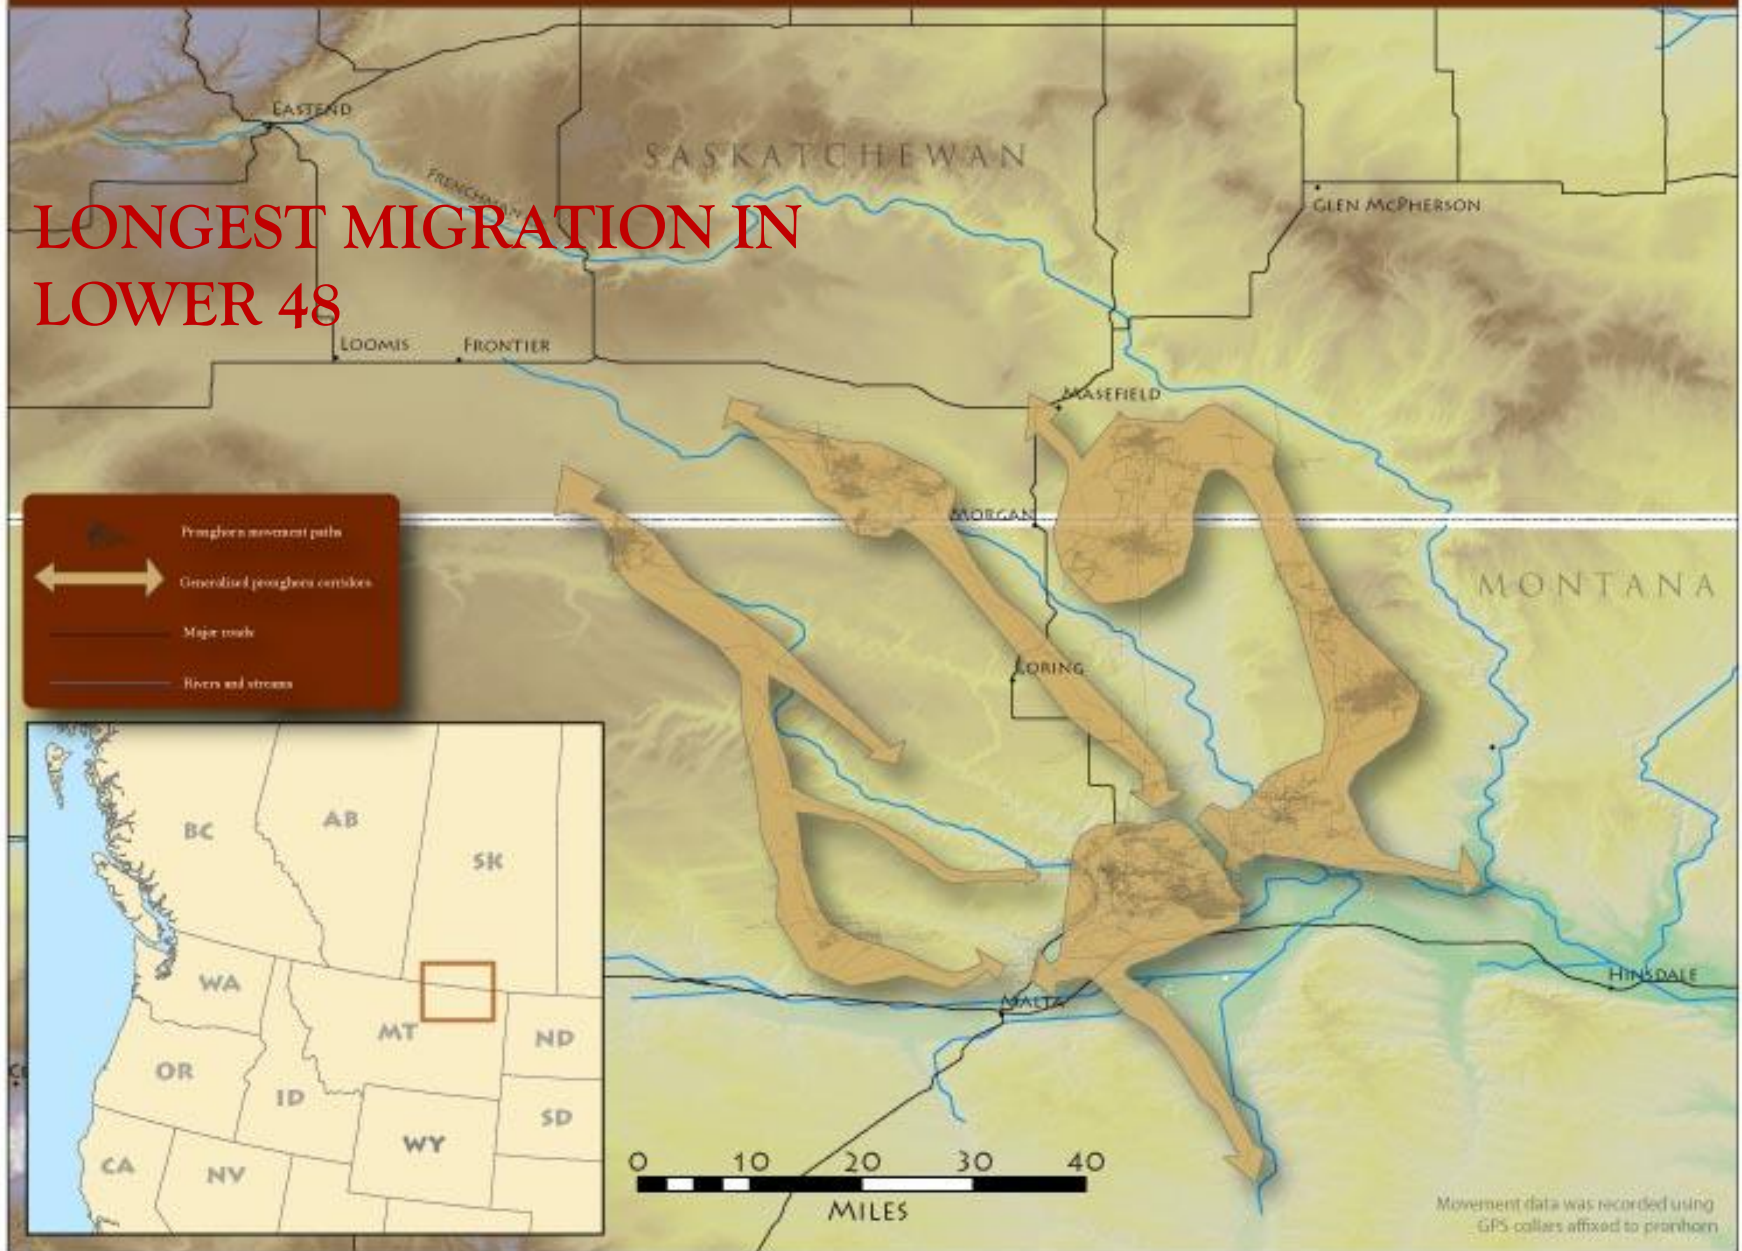 EASTEND
SASKATCHEWAN
FRENCHMAN
GLEN MCPHERSON
LONGEST MIGRATION IN
LOWER 48
LOOMIS
FRONTIER
MASEFIELD
MORGAN
Pronghorn movement paths
Generalized pronghorn corridors
Major roads
Rivers and streams
MONTANA
LORING
BC
AB
SK
WA
MT
ND
OR
ID
SD
WY
CA
NV
HINSDALE
MALTA
0 10 20 30 40
MILES
Movement data was recorded using
GPS collars affixed to pronhorn